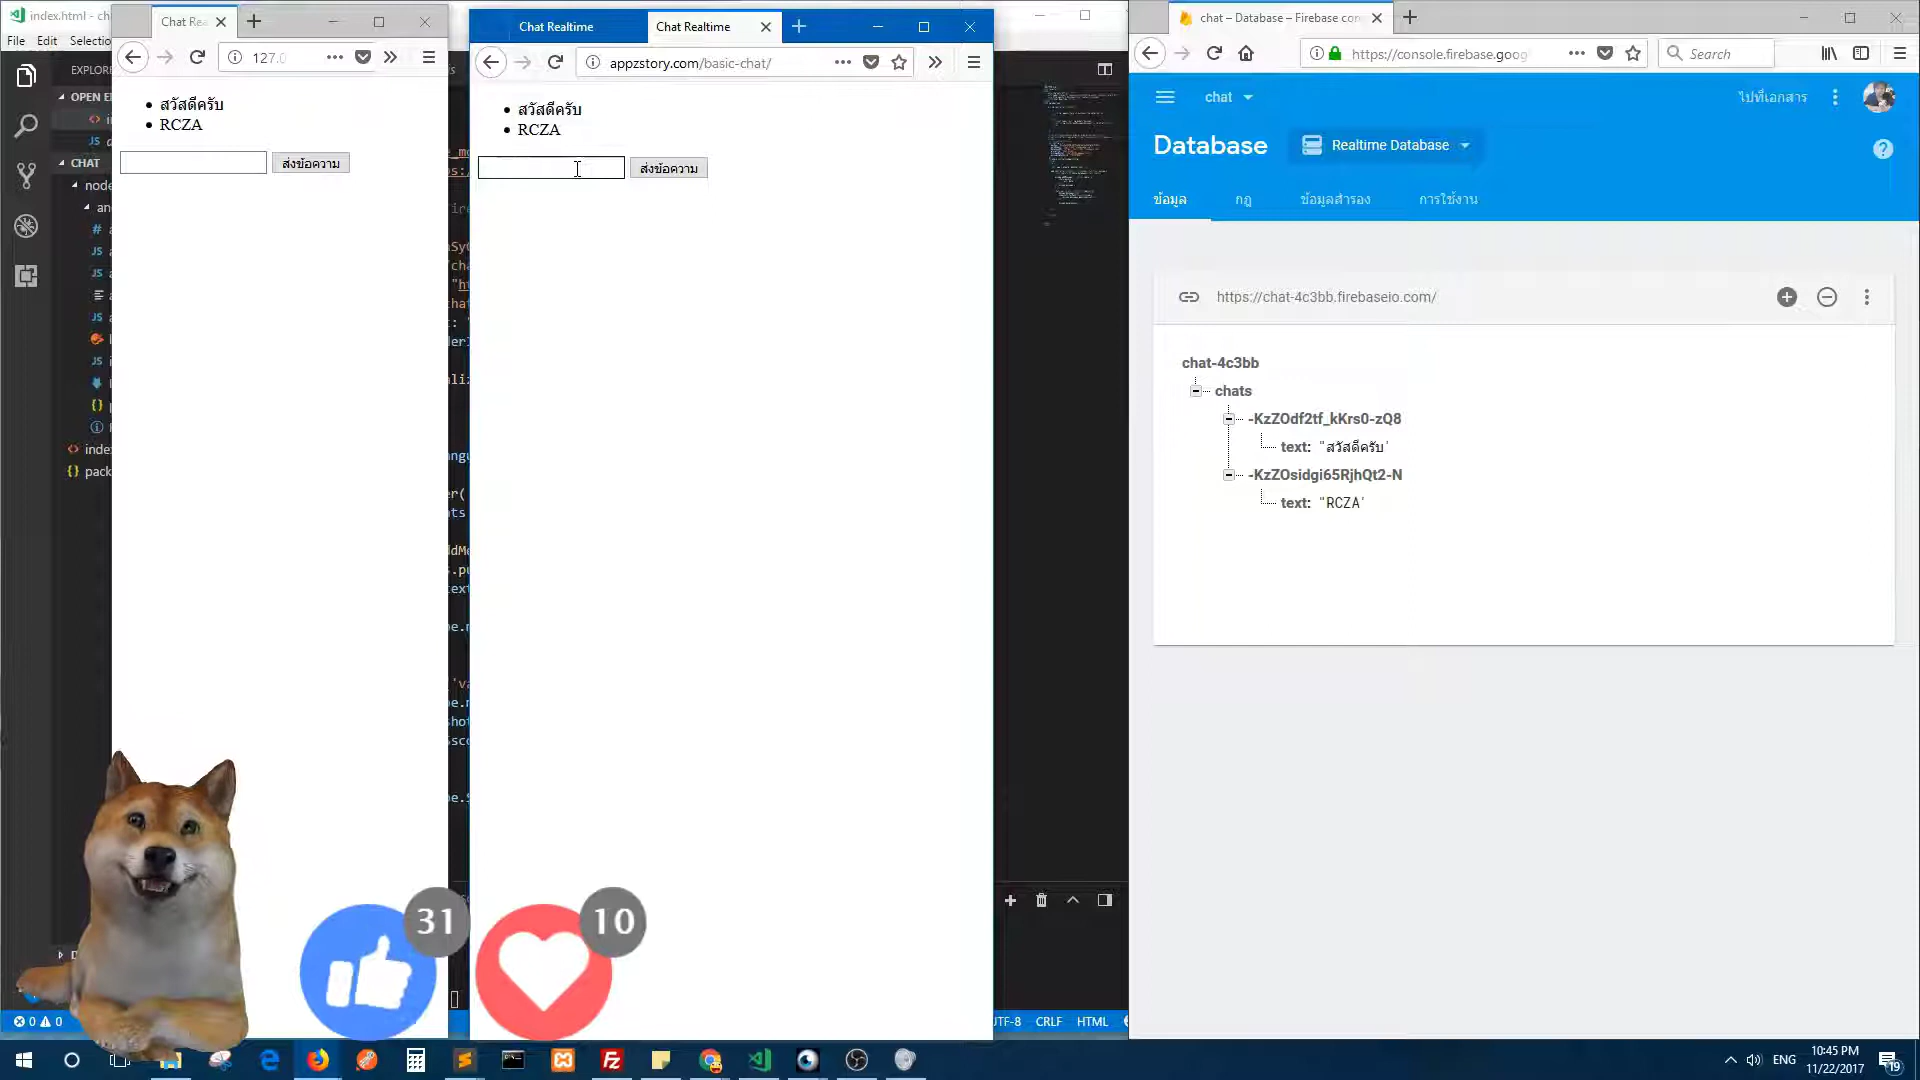 index.html - ch
File Edit Selectio
EXPLORE
OPEN E
CHAT
node
an
JS
JS
JS
JS
inde
pack
Chat Rea
127.0
สวัสดีครับ
RCZA
ส่งข้อความ
Chat Realtime
Chat Realtime
appzstory.com/basic-chat/
สวัสดีครับ
RCZA
ส่งข้อความ
chat – Database – Firebase con
https://console.firebase.goog
Search
chat
ไปที่เอกสาร
Database
Realtime Database
ข้อมูล
กฎ
ข้อมูลสำรอง
การใช้งาน
https://chat-4c3bb.firebaseio.com/
chat-4c3bb
chats
-KzZOdf2tf_kKrs0-zQ8
text: "สวัสดีครับ"
-KzZOsidgi65RjhQt2-N
text: "RCZA"
31
10
0 0
UTF-8 CRLF HTML
ENG
10:45 PM
11/22/2017
19